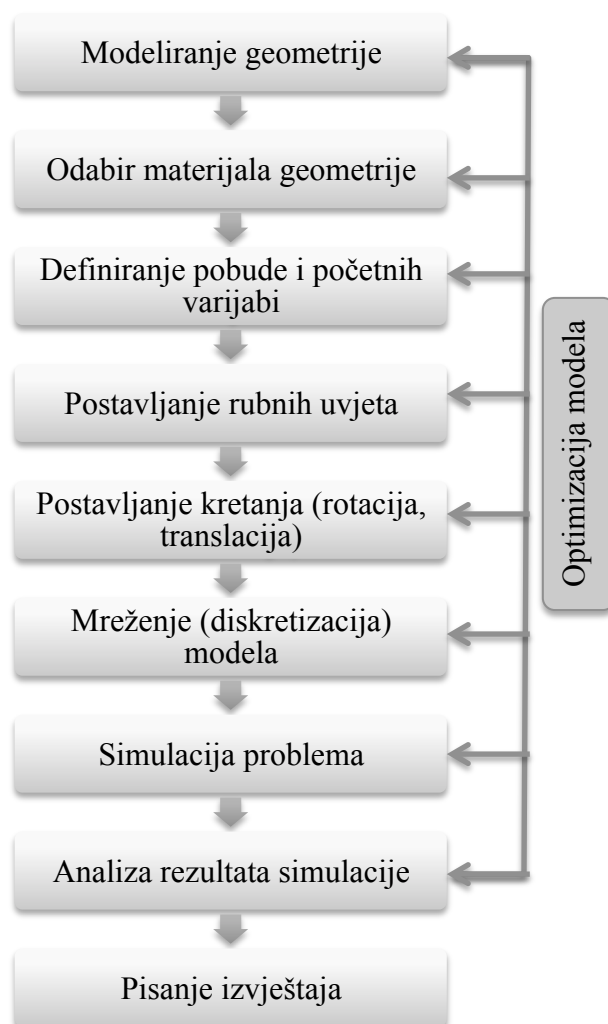 Modeliranje geometrije
Odabir materijala geometrije
Definiranje pobude i početnih
varijabi
Postavljanje rubnih uvjeta
Postavljanje kretanja (rotacija,
translacija)
Mreženje (diskretizacija)
modela
Simulacija problema
Analiza rezultata simulacije
Pisanje izvještaja
Optimizacija modela